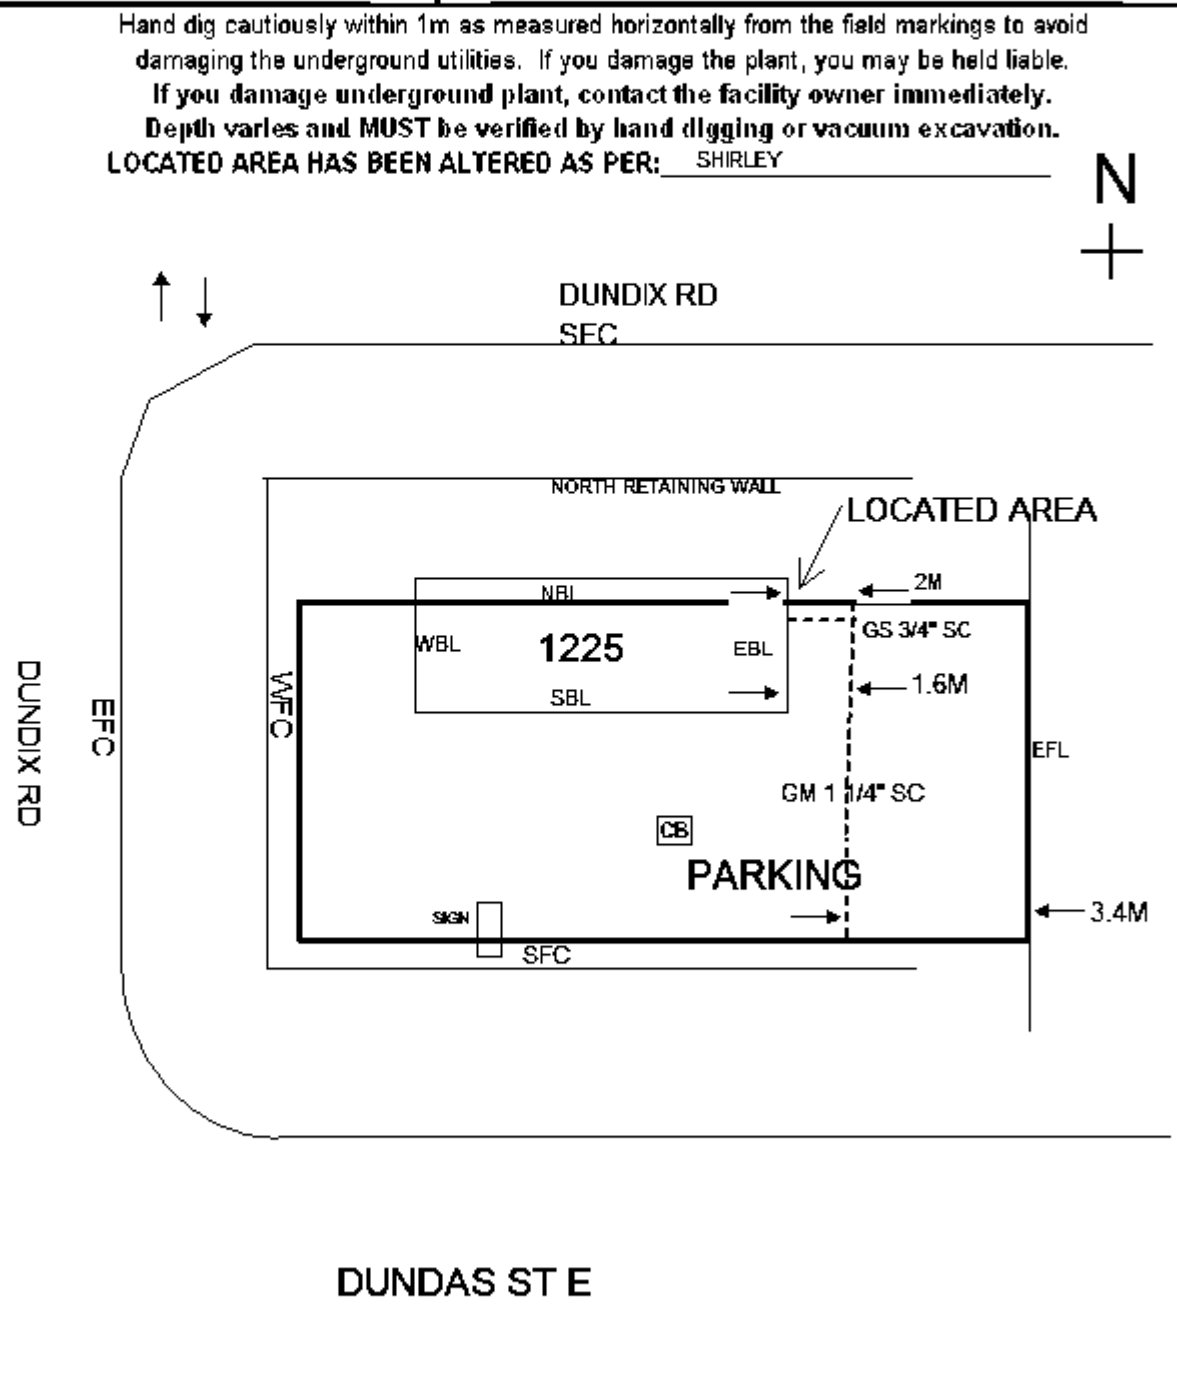 Hand dig cautiously within 1m as measured horizontally from the field markings to avoid
damaging the underground utilities. If you damage the plant, you may be held liable.
If you damage underground plant, contact the facility owner immediately.
Depth varies and MUST be verified by hand digging or vacuum excavation.
LOCATED AREA HAS BEEN ALTERED AS PER: SHIRLEY
N
DUNDIX RD
SFC
NORTH RETAINING WALL
LOCATED AREA
2M
NBL
GS 3/4" SC
WBL
1225
EBL
1.6M
SBL
DUNDIX RD
EFC
WFC
EFL
GM 1 1/4" SC
CB
PARKING
SIGN
3.4M
SFC
DUNDAS ST E